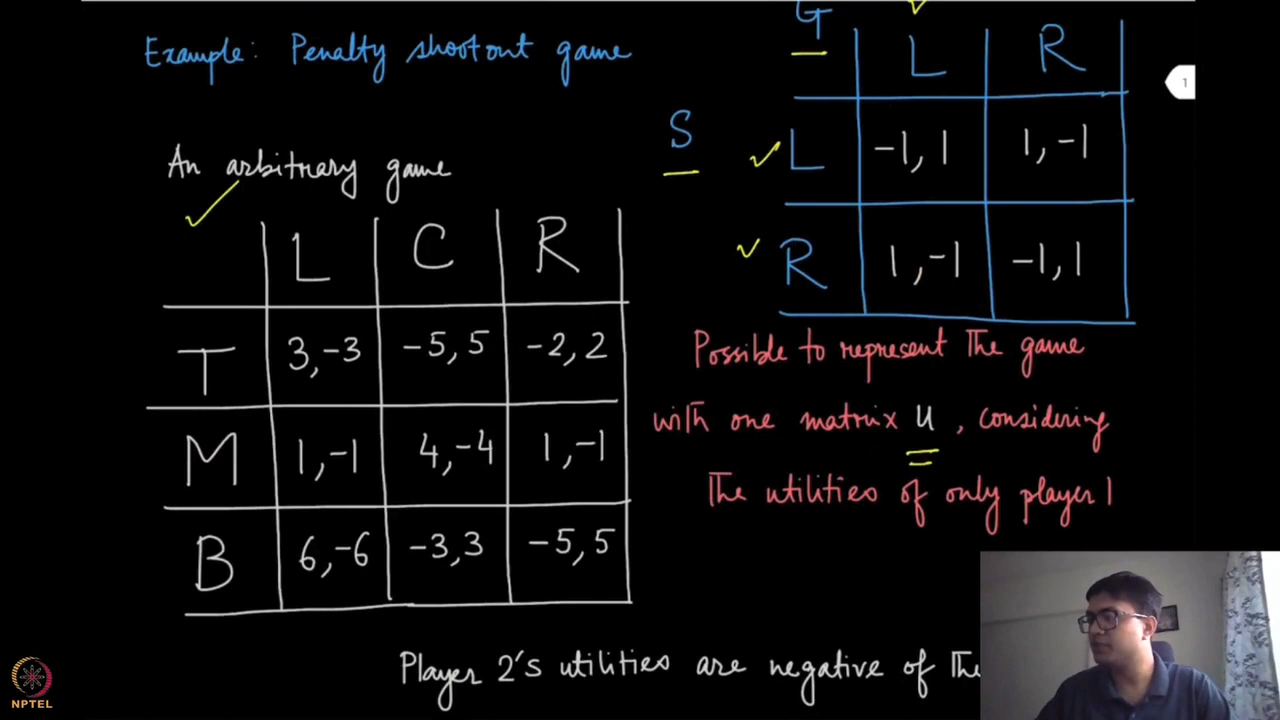 Example: Penalty shootout game
G
L R
S
L -1, 1 1, -1
R 1, -1 -1, 1
An arbitrary game
L C R
T 3, -3 -5, 5 -2, 2
M 1, -1 4, -4 1, -1
B 6, -6 -3, 3 -5, 5
Possible to represent the game
with one matrix u, considering
the utilities of only player 1
Player 2's utilities are negative of the
1
NPTEL